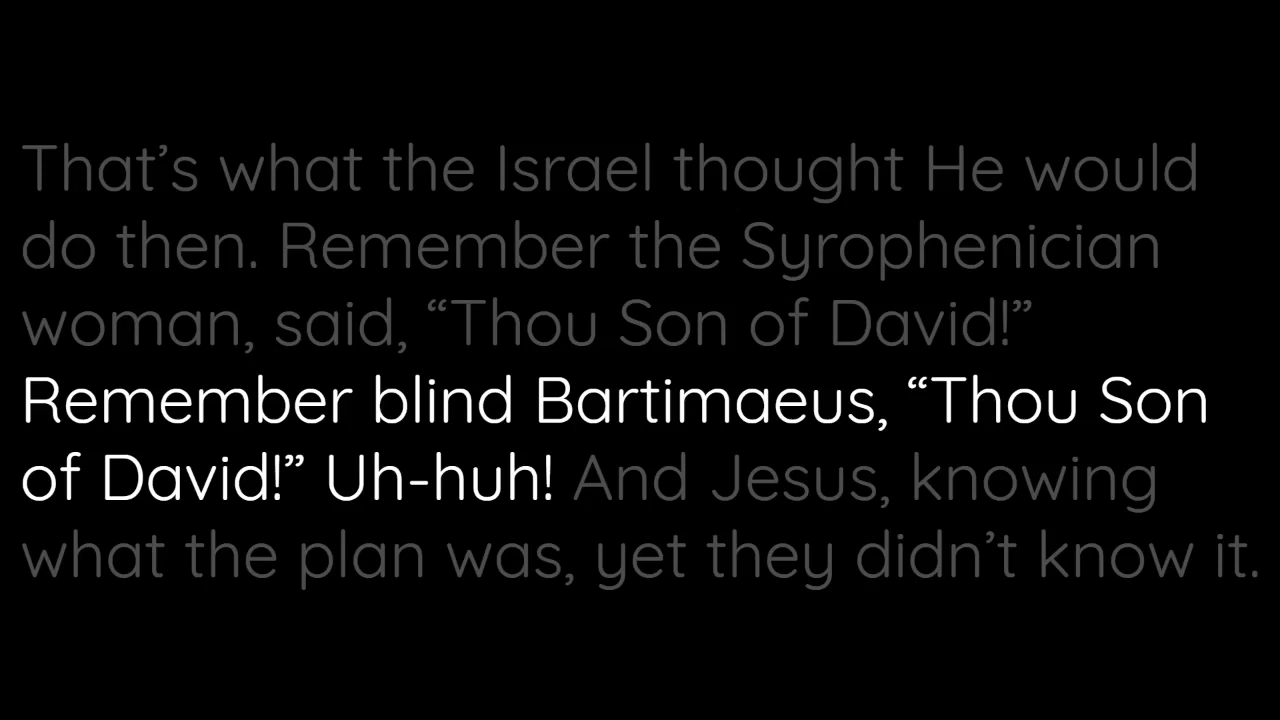 That’s what the Israel thought He would
do then. Remember the Syrophenician
woman, said, “Thou Son of David!”
Remember blind Bartimaeus, “Thou Son
of David!” Uh-huh! And Jesus, knowing
what the plan was, yet they didn’t know it.